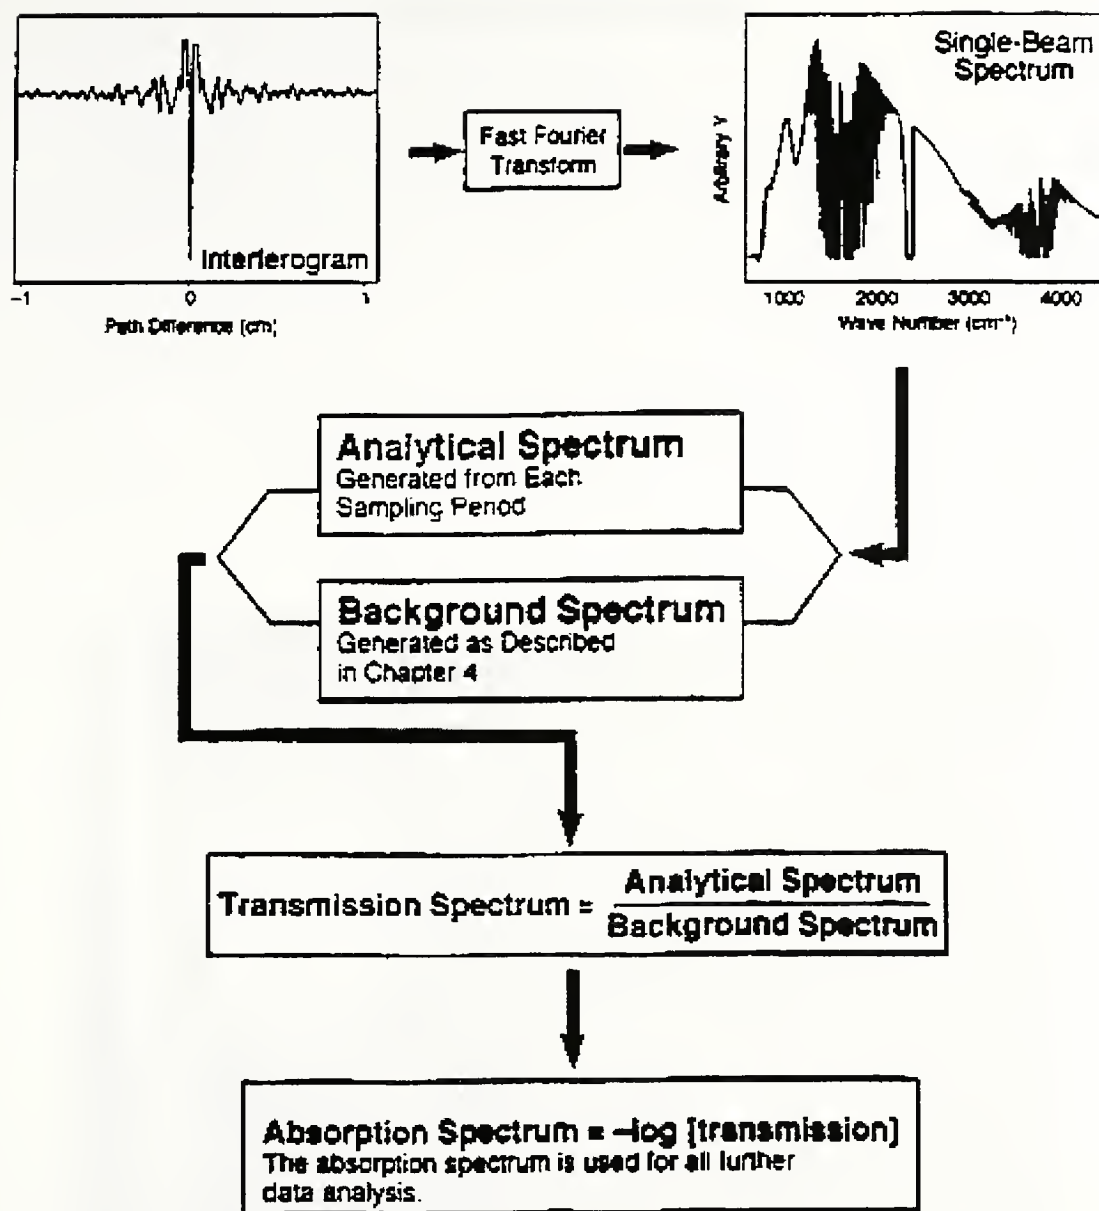 Interferogram
-1 0 1
Path Difference (cm)
Fast Fourier
Transform
Single-Beam
Spectrum
Arbitrary Y
1000 2000 3000 4000
Wave Number (cm⁻¹)
Analytical Spectrum
Generated from Each
Sampling Period
Background Spectrum
Generated as Described
in Chapter 4
Transmission Spectrum = Analytical Spectrum
Background Spectrum
Absorption Spectrum = –log [transmission]
The absorption spectrum is used for all further
data analysis.